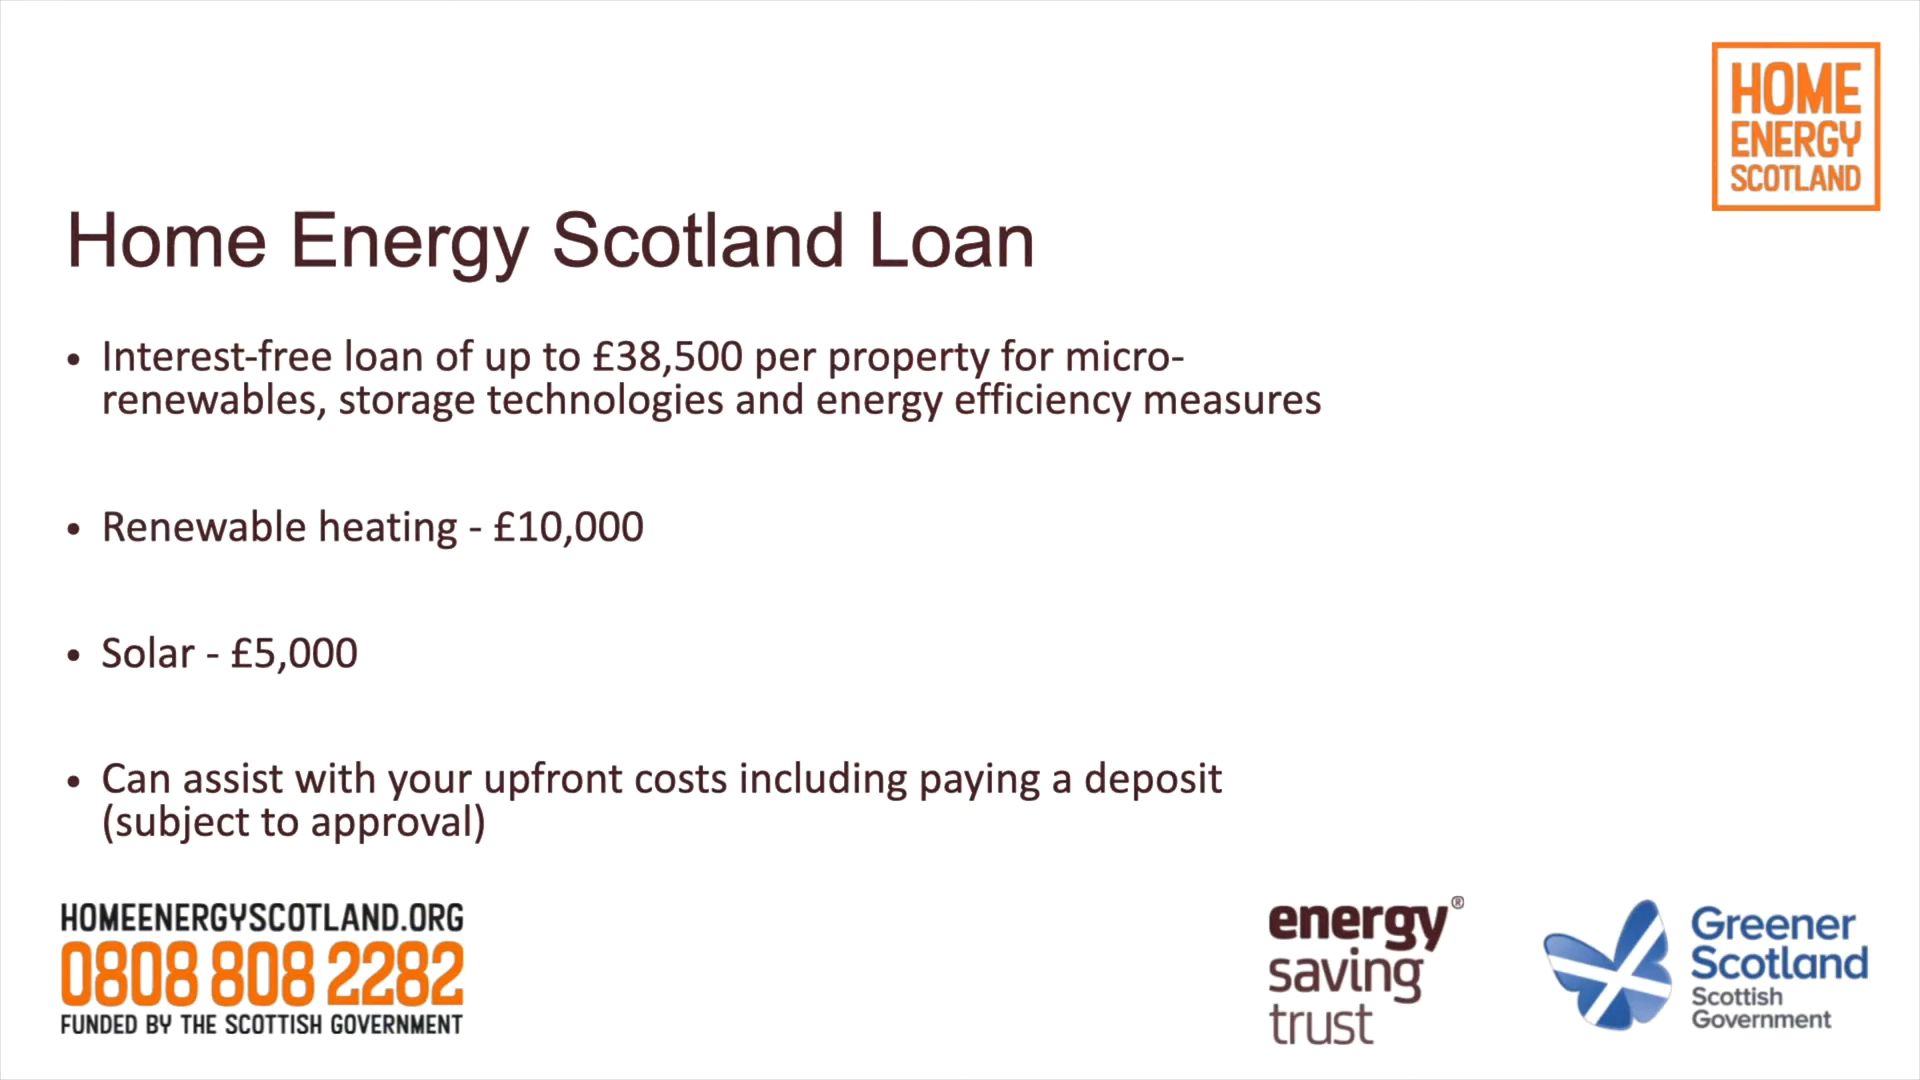 HOME
ENERGY
SCOTLAND
Home Energy Scotland Loan
• Interest-free loan of up to £38,500 per property for micro-
renewables, storage technologies and energy efficiency measures
• Renewable heating - £10,000
• Solar - £5,000
• Can assist with your upfront costs including paying a deposit
(subject to approval)
HOMEENERGYSCOTLAND.ORG
0808 808 2282
FUNDED BY THE SCOTTISH GOVERNMENT
energy®
saving
trust
Greener
Scotland
Scottish
Government